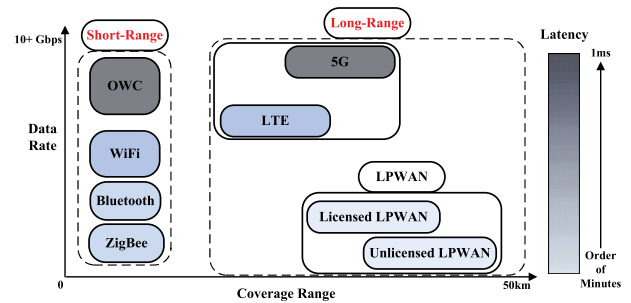 10+ Gbps
Short-Range
Long-Range
Latency
1ms
OWC
5G
LTE
Data
Rate
WiFi
LPWAN
Bluetooth
Licensed LPWAN
ZigBee
Unlicensed LPWAN
Order
of
Minutes
0
Coverage Range
50km